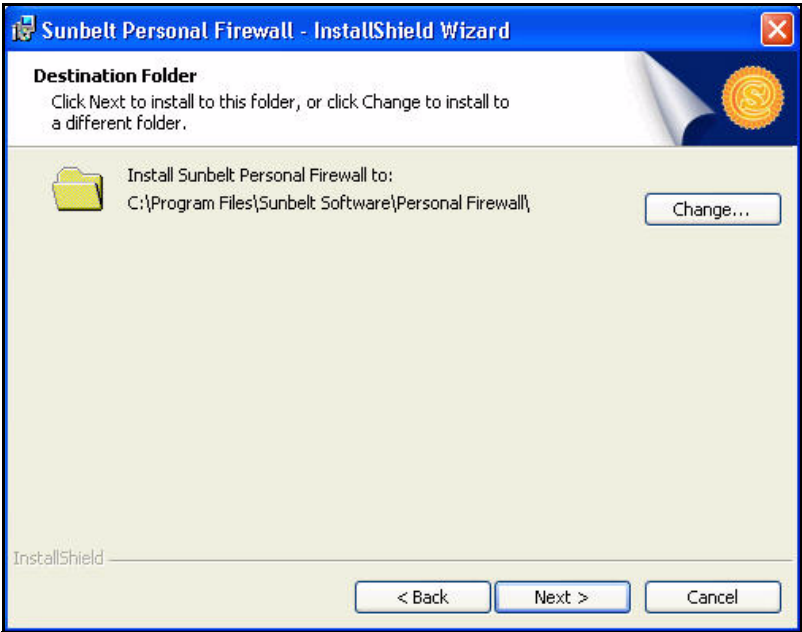 Sunbelt Personal Firewall - InstallShield Wizard
Destination Folder
Click Next to install to this folder, or click Change to install to
a different folder.
Install Sunbelt Personal Firewall to:
C:\Program Files\Sunbelt Software\Personal Firewall\
Change...
InstallShield
< Back
Next >
Cancel